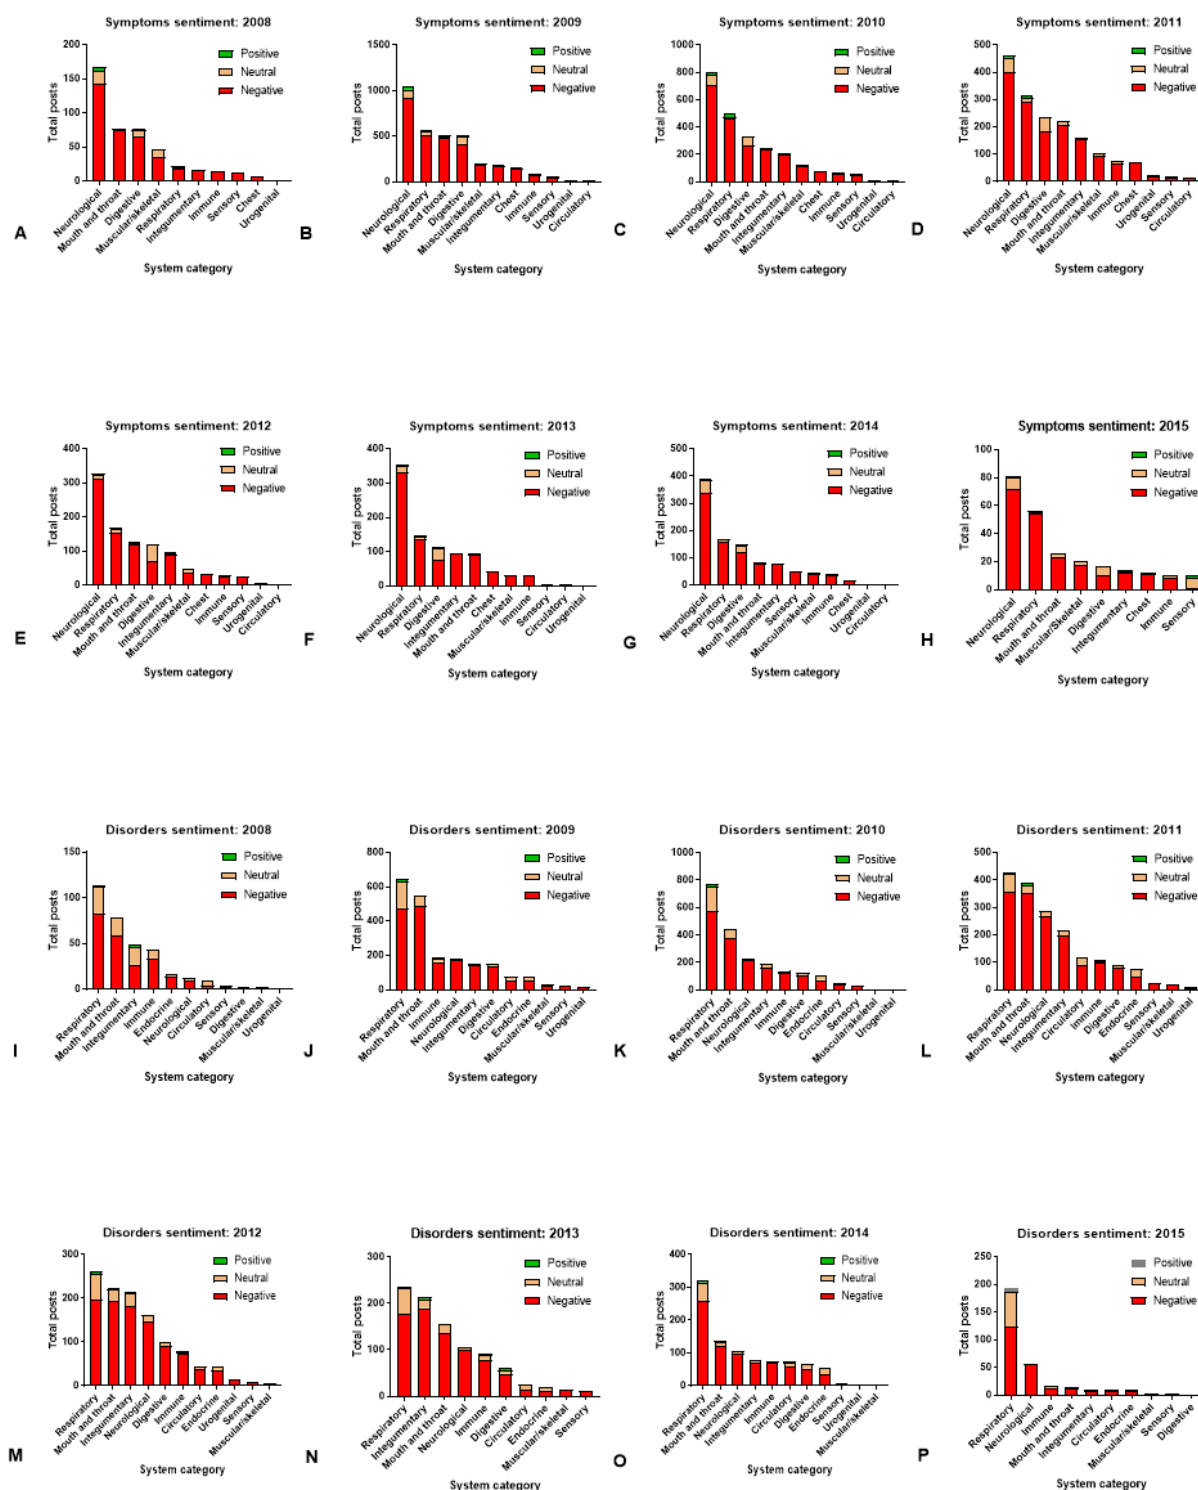 Symptoms sentiment: 2008
Total posts
200
150
100
50
0
Positive
Neutral
Negative
Neurological
Mouth and throat
Digestive
Muscular/skeletal
Respiratory
Integumentary
Immune
Sensory
Chest
Urogenital
System category
A
Symptoms sentiment: 2009
Total posts
1500
1000
500
0
Positive
Neutral
Negative
Neurological
Respiratory
Mouth and throat
Digestive
Muscular/skeletal
Integumentary
Chest
Immune
Sensory
Urogenital
Circulatory
System category
B
Symptoms sentiment: 2010
Total posts
1000
800
600
400
200
0
Positive
Neutral
Negative
Neurological
Respiratory
Digestive
Mouth and throat
Integumentary
Muscular/skeletal
Chest
Immune
Sensory
Urogenital
Circulatory
System category
C
Symptoms sentiment: 2011
Total posts
500
400
300
200
100
0
Positive
Neutral
Negative
Neurological
Respiratory
Digestive
Mouth and throat
Integumentary
Muscular/skeletal
Immune
Chest
Urogenital
Sensory
Circulatory
System category
D
Symptoms sentiment: 2012
Total posts
400
300
200
100
0
Positive
Neutral
Negative
Neurological
Respiratory
Mouth and throat
Digestive
Integumentary
Muscular/skeletal
Chest
Immune
Sensory
Urogenital
Circulatory
System category
E
Symptoms sentiment: 2013
Total posts
400
300
200
100
0
Positive
Neutral
Negative
Neurological
Respiratory
Digestive
Integumentary
Mouth and throat
Chest
Muscular/skeletal
Immune
Sensory
Circulatory
Urogenital
System category
F
Symptoms sentiment: 2014
Total posts
500
400
300
200
100
0
Positive
Neutral
Negative
Neurological
Respiratory
Digestive
Mouth and throat
Integumentary
Sensory
Muscular/skeletal
Immune
Chest
Urogenital
Circulatory
System category
G
Symptoms sentiment: 2015
Total posts
100
80
60
40
20
0
Positive
Neutral
Negative
Neurological
Respiratory
Mouth and throat
Muscular/Skeletal
Digestive
Integumentary
Chest
Immune
Sensory
System category
H
Disorders sentiment: 2008
Total posts
150
100
50
0
Positive
Neutral
Negative
Respiratory
Mouth and throat
Integumentary
Immune
Endocrine
Neurological
Circulatory
Sensory
Digestive
Muscular/skeletal
Urogenital
System category
I
Disorders sentiment: 2009
Total posts
800
600
400
200
0
Positive
Neutral
Negative
Respiratory
Mouth and throat
Immune
Neurological
Integumentary
Digestive
Circulatory
Endocrine
Muscular/skeletal
Sensory
Urogenital
System category
J
Disorders sentiment: 2010
Total posts
1000
800
600
400
200
0
Positive
Neutral
Negative
Respiratory
Mouth and throat
Neurological
Integumentary
Immune
Digestive
Endocrine
Circulatory
Sensory
Muscular/skeletal
Urogenital
System category
K
Disorders sentiment: 2011
Total posts
500
400
300
200
100
0
Positive
Neutral
Negative
Respiratory
Mouth and throat
Neurological
Integumentary
Circulatory
Immune
Digestive
Endocrine
Sensory
Muscular/skeletal
Urogenital
System category
L
Disorders sentiment: 2012
Total posts
300
200
100
0
Positive
Neutral
Negative
Respiratory
Mouth and throat
Integumentary
Neurological
Digestive
Immune
Circulatory
Endocrine
Urogenital
Sensory
Muscular/skeletal
System category
M
Disorders sentiment: 2013
Total posts
300
200
100
0
Positive
Neutral
Negative
Respiratory
Integumentary
Mouth and throat
Neurological
Immune
Digestive
Circulatory
Endocrine
Muscular/skeletal
Sensory
System category
N
Disorders sentiment: 2014
Total posts
400
300
200
100
0
Positive
Neutral
Negative
Respiratory
Mouth and throat
Neurological
Integumentary
Immune
Circulatory
Digestive
Endocrine
Sensory
Urogenital
Muscular/skeletal
System category
O
Disorders sentiment: 2015
Total posts
250
200
150
100
50
0
Positive
Neutral
Negative
Respiratory
Neurological
Immune
Mouth and throat
Integumentary
Circulatory
Endocrine
Muscular/skeletal
Sensory
Digestive
System category
P